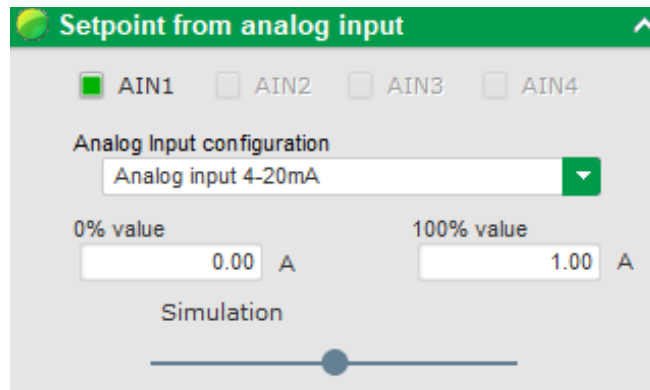 Setpoint from analog input
AIN1 AIN2 AIN3 AIN4
Analog Input configuration
Analog input 4-20mA
0% value 100% value
0.00 A 1.00 A
Simulation